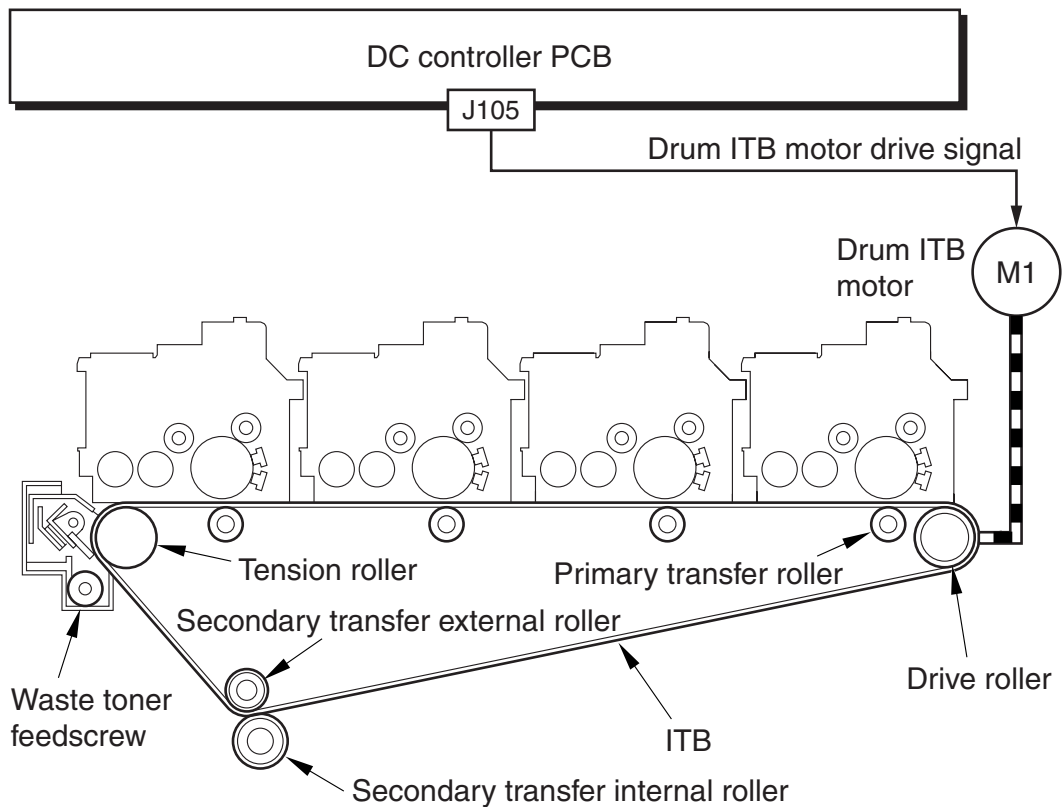 DC controller PCB
J105
Drum ITB motor drive signal
Drum ITB
motor
M1
Tension roller
Primary transfer roller
Secondary transfer external roller
Drive roller
Waste toner
feedscrew
ITB
Secondary transfer internal roller